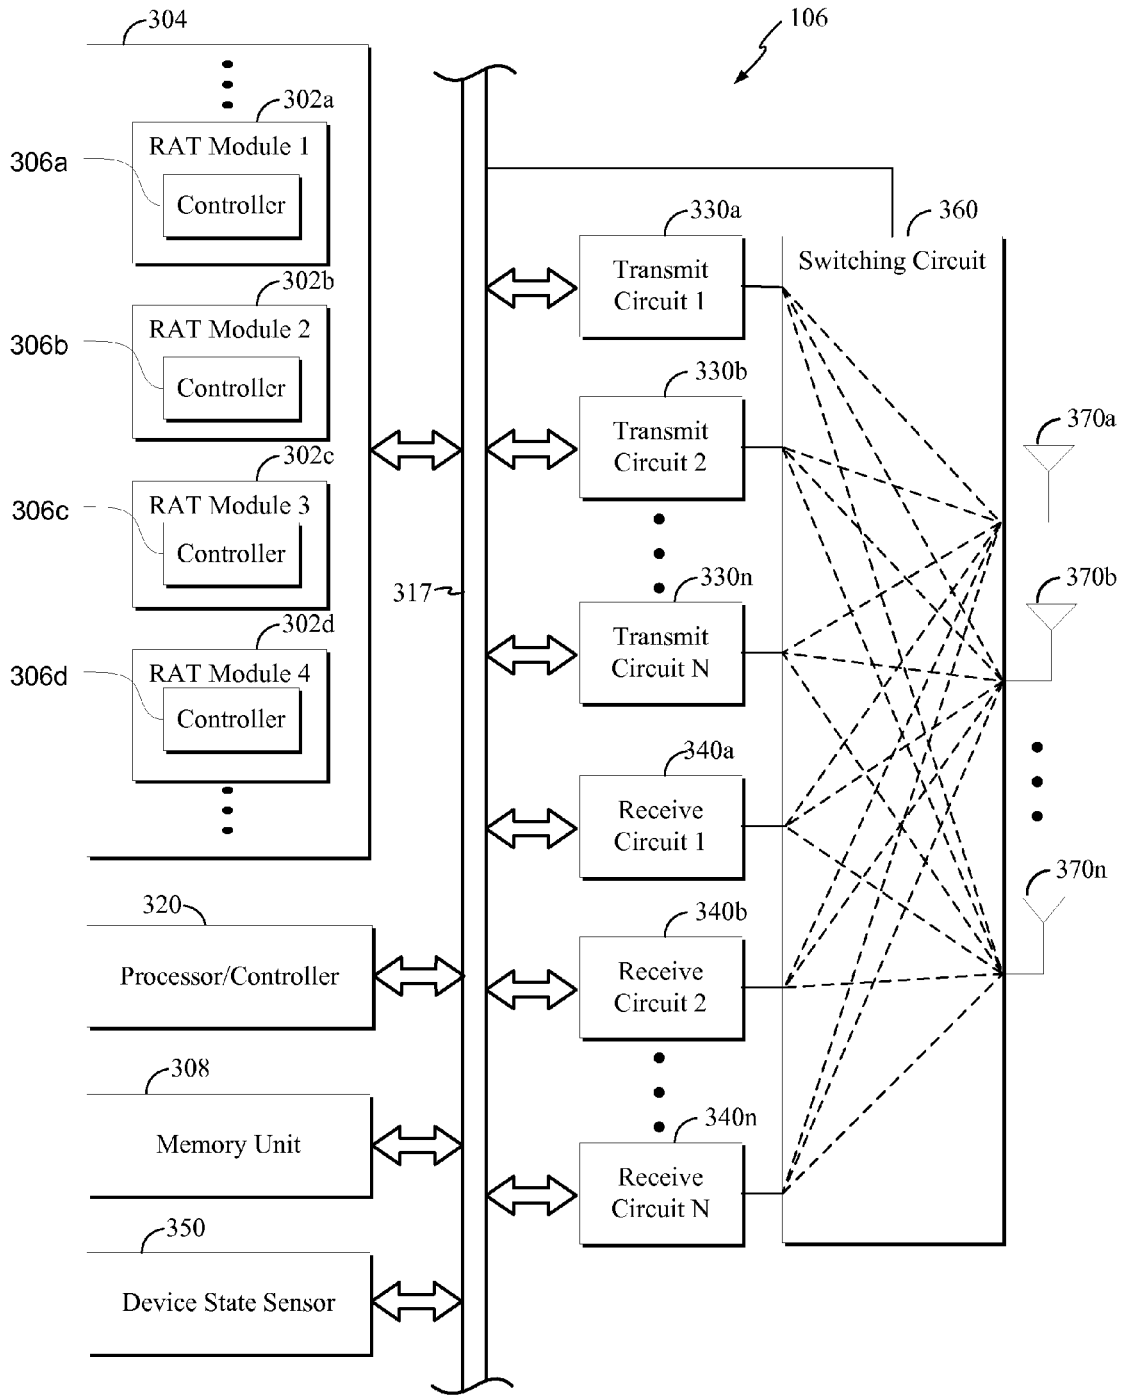 304
106
302a
RAT Module 1
306a
Controller
302b
RAT Module 2
306b
Controller
302c
RAT Module 3
306c
Controller
302d
RAT Module 4
306d
Controller
317
320
Processor/Controller
308
Memory Unit
350
Device State Sensor
330a
Transmit
Circuit 1
330b
Transmit
Circuit 2
330n
Transmit
Circuit N
340a
Receive
Circuit 1
340b
Receive
Circuit 2
340n
Receive
Circuit N
360
Switching Circuit
370a
370b
370n